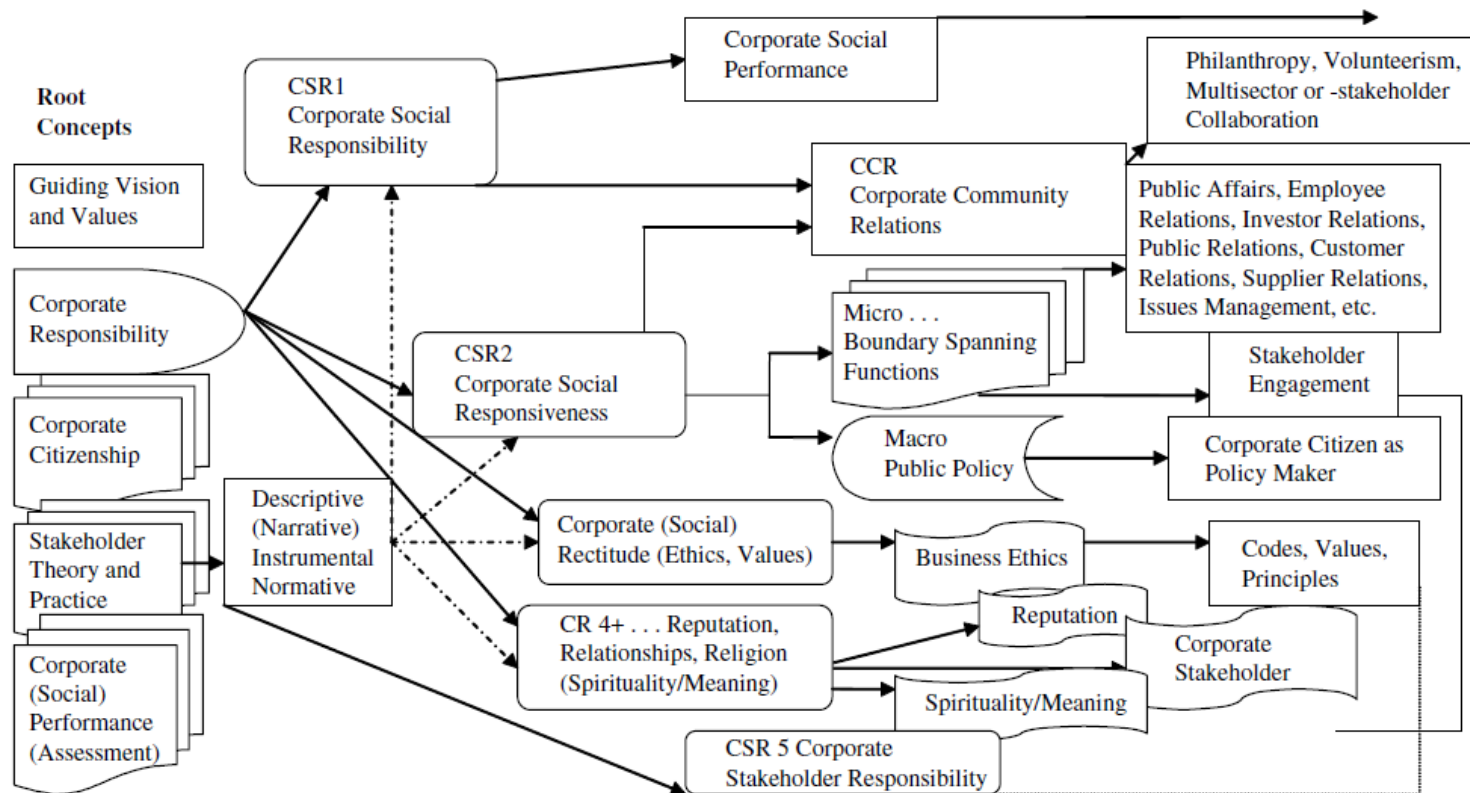 Root
Concepts
Guiding Vision
and Values
Corporate
Responsibility
Corporate
Citizenship
Stakeholder
Theory and
Practice
Corporate
(Social)
Performance
(Assessment)
Descriptive
(Narrative)
Instrumental
Normative
CSR1
Corporate Social
Responsibility
CSR2
Corporate Social
Responsiveness
Corporate (Social)
Rectitude (Ethics, Values)
CR 4+ . . . Reputation,
Relationships, Religion
(Spirituality/Meaning)
CSR 5 Corporate
Stakeholder Responsibility
Corporate Social
Performance
CCR
Corporate Community
Relations
Micro . . .
Boundary Spanning
Functions
Macro
Public Policy
Business Ethics
Reputation
Corporate
Stakeholder
Spirituality/Meaning
Philanthropy, Volunteerism,
Multisector or -stakeholder
Collaboration
Public Affairs, Employee
Relations, Investor Relations,
Public Relations, Customer
Relations, Supplier Relations,
Issues Management, etc.
Stakeholder
Engagement
Corporate Citizen as
Policy Maker
Codes, Values,
Principles